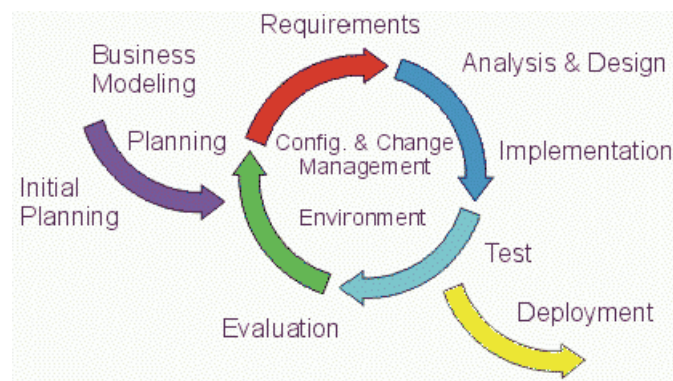 Requirements
Business
Modeling
Analysis & Design
Planning
Config. & Change
Management
Implementation
Initial
Planning
Environment
Test
Deployment
Evaluation